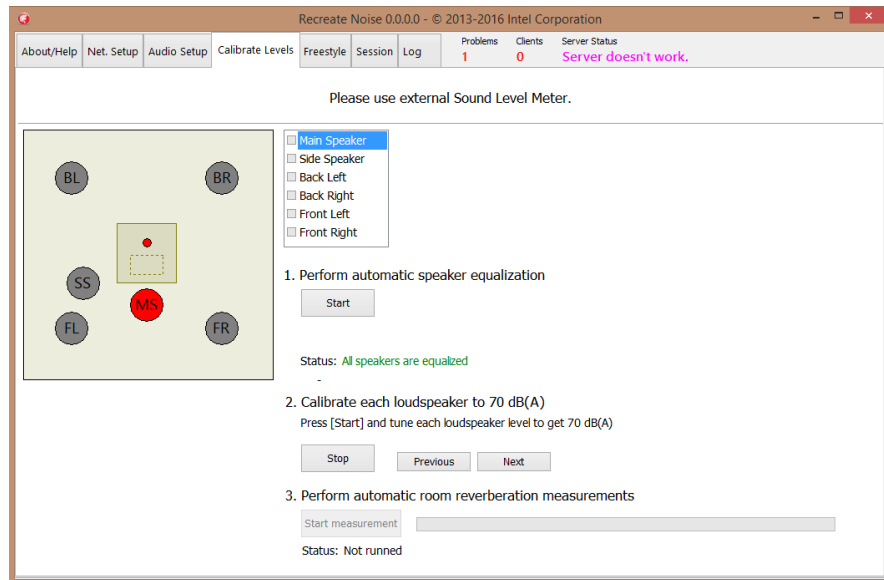 Recreate Noise 0.0.0.0 - © 2013-2016 Intel Corporation
About/Help Net. Setup Audio Setup Calibrate Levels Freestyle Session Log Problems Clients Server Status
1 0 Server doesn't work.
Please use external Sound Level Meter.
BL BR
SS
MS
FL FR
Main Speaker
Side Speaker
Back Left
Back Right
Front Left
Front Right
1. Perform automatic speaker equalization
Start
Status: All speakers are equalized
-
2. Calibrate each loudspeaker to 70 dB(A)
Press [Start] and tune each loudspeaker level to get 70 dB(A)
Stop Previous Next
3. Perform automatic room reverberation measurements
Start measurement
Status: Not runned